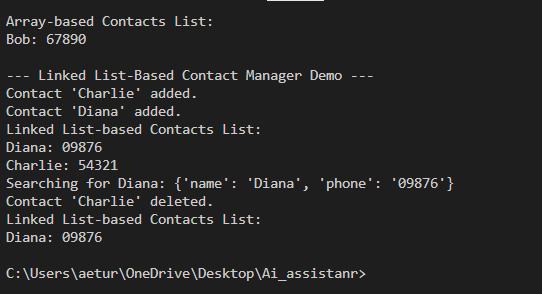 Array-based Contacts List:
Bob: 67890
--- Linked List-Based Contact Manager Demo ---
Contact 'Charlie' added.
Contact 'Diana' added.
Linked List-based Contacts List:
Diana: 09876
Charlie: 54321
Searching for Diana: {'name': 'Diana', 'phone': '09876'}
Contact 'Charlie' deleted.
Linked List-based Contacts List:
Diana: 09876
C:\Users\aetur\OneDrive\Desktop\Ai_assistanr>